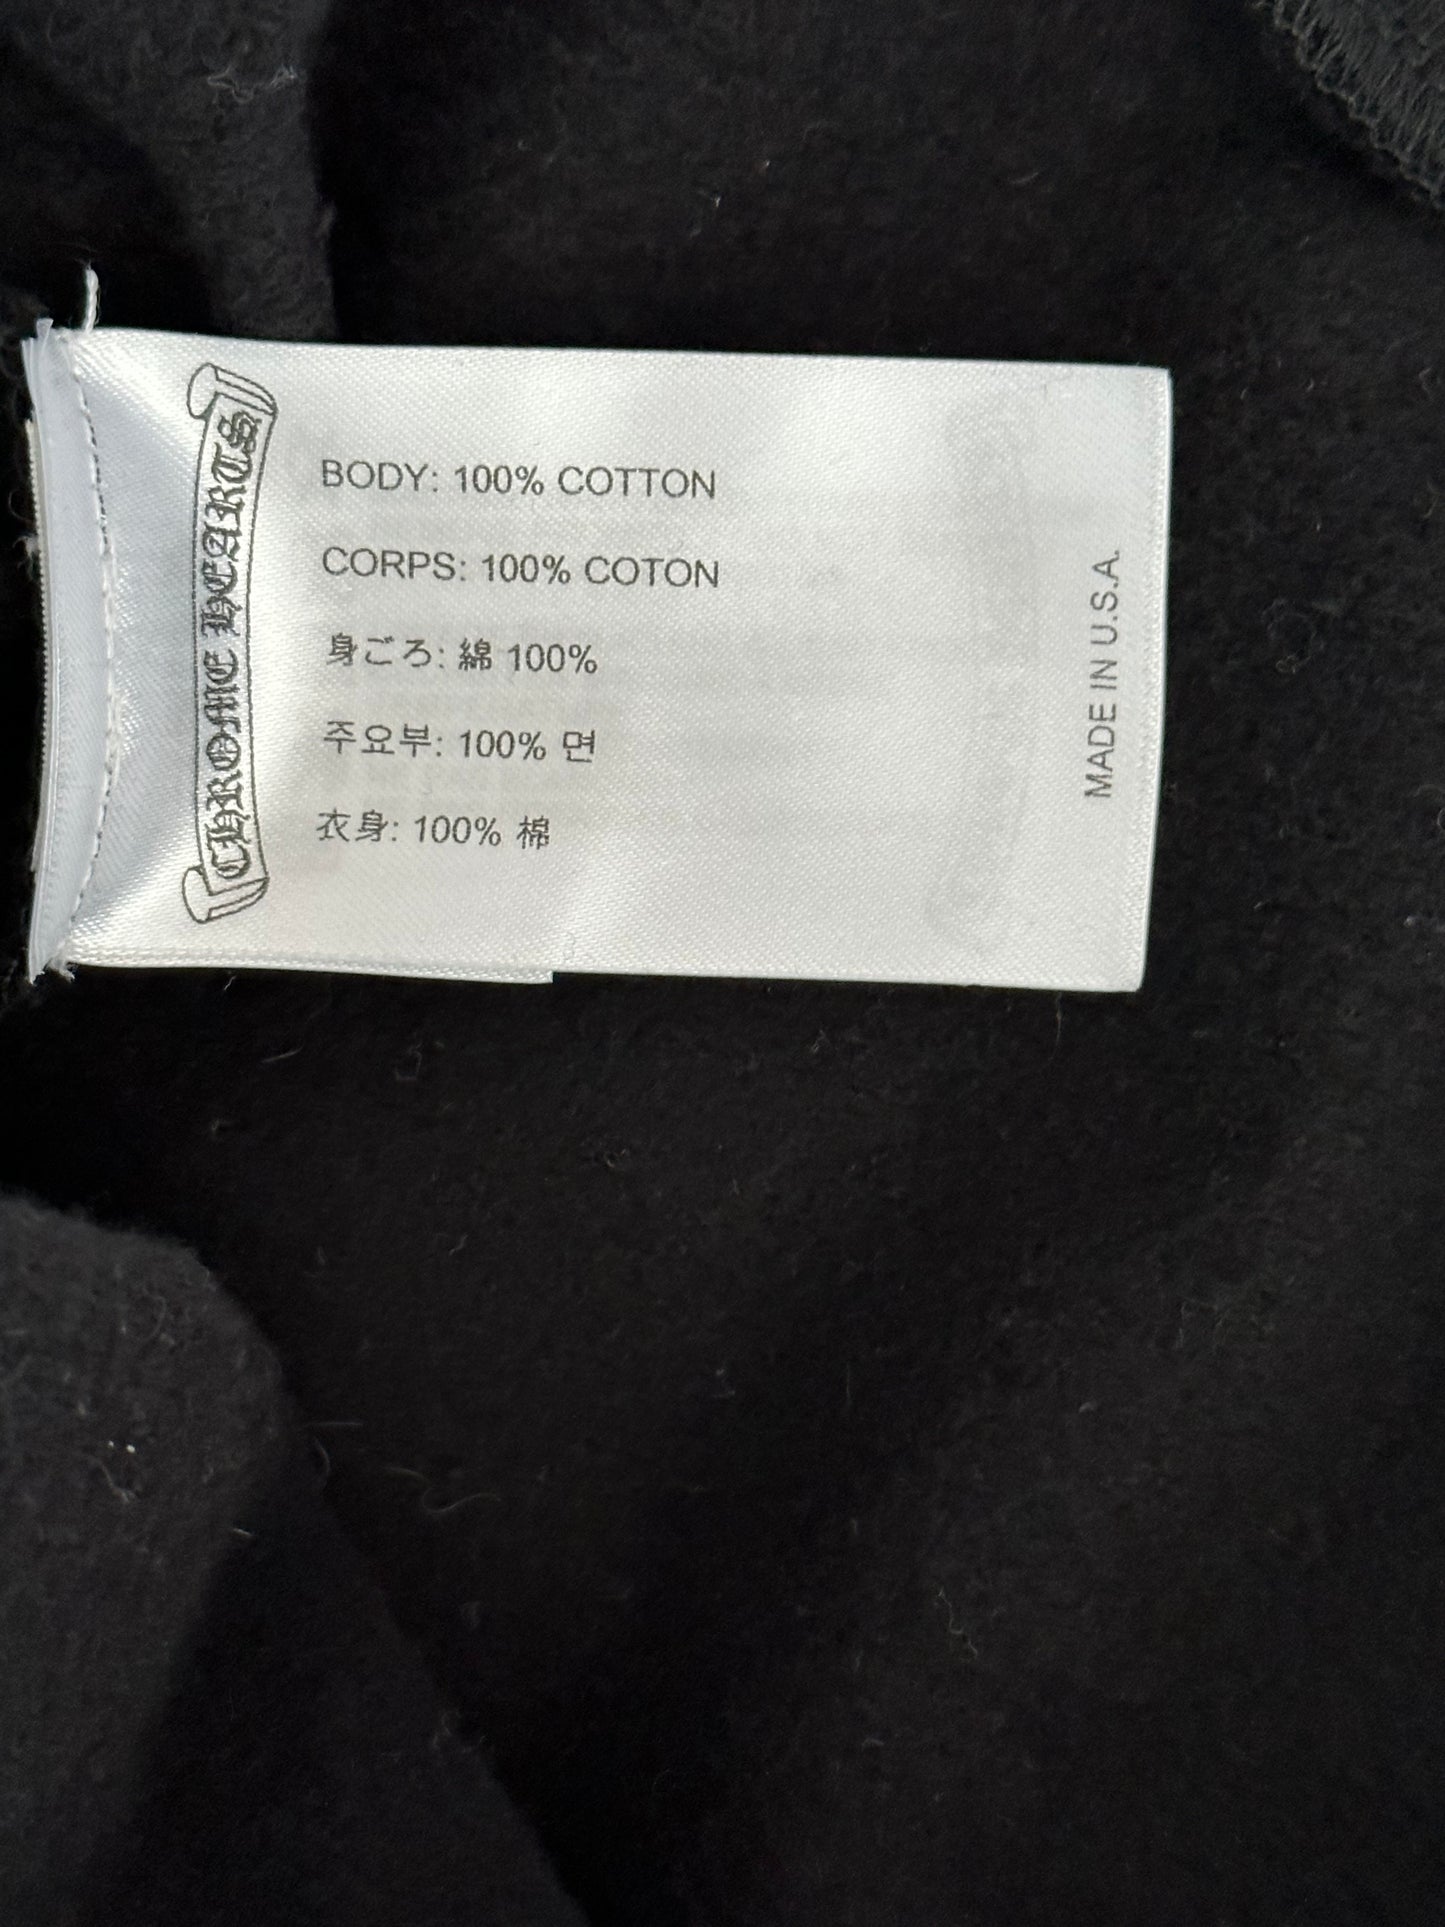 CHROME HEARTS
BODY: 100% COTTON
CORPS: 100% COTON
身ごろ: 綿 100%
주요부: 100% 면
衣身: 100% 棉
MADE IN U.S.A.